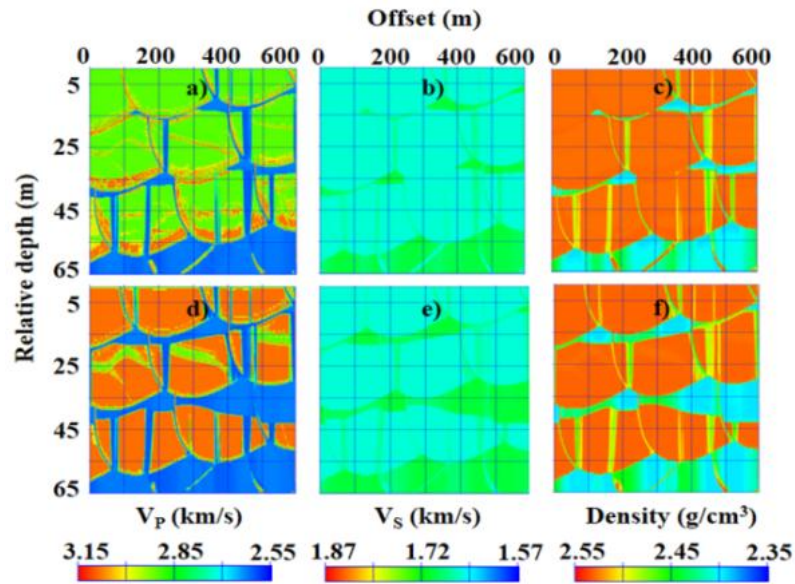 Offset (m)
0 200 400 600 0 200 400 600 0 200 400 600
Relative depth (m)
5
25
45
65
a) b) c)
5
25
45
65
d) e) f)
VP (km/s) VS (km/s) Density (g/cm³)
3.15 2.85 2.55 1.87 1.72 1.57 2.55 2.45 2.35